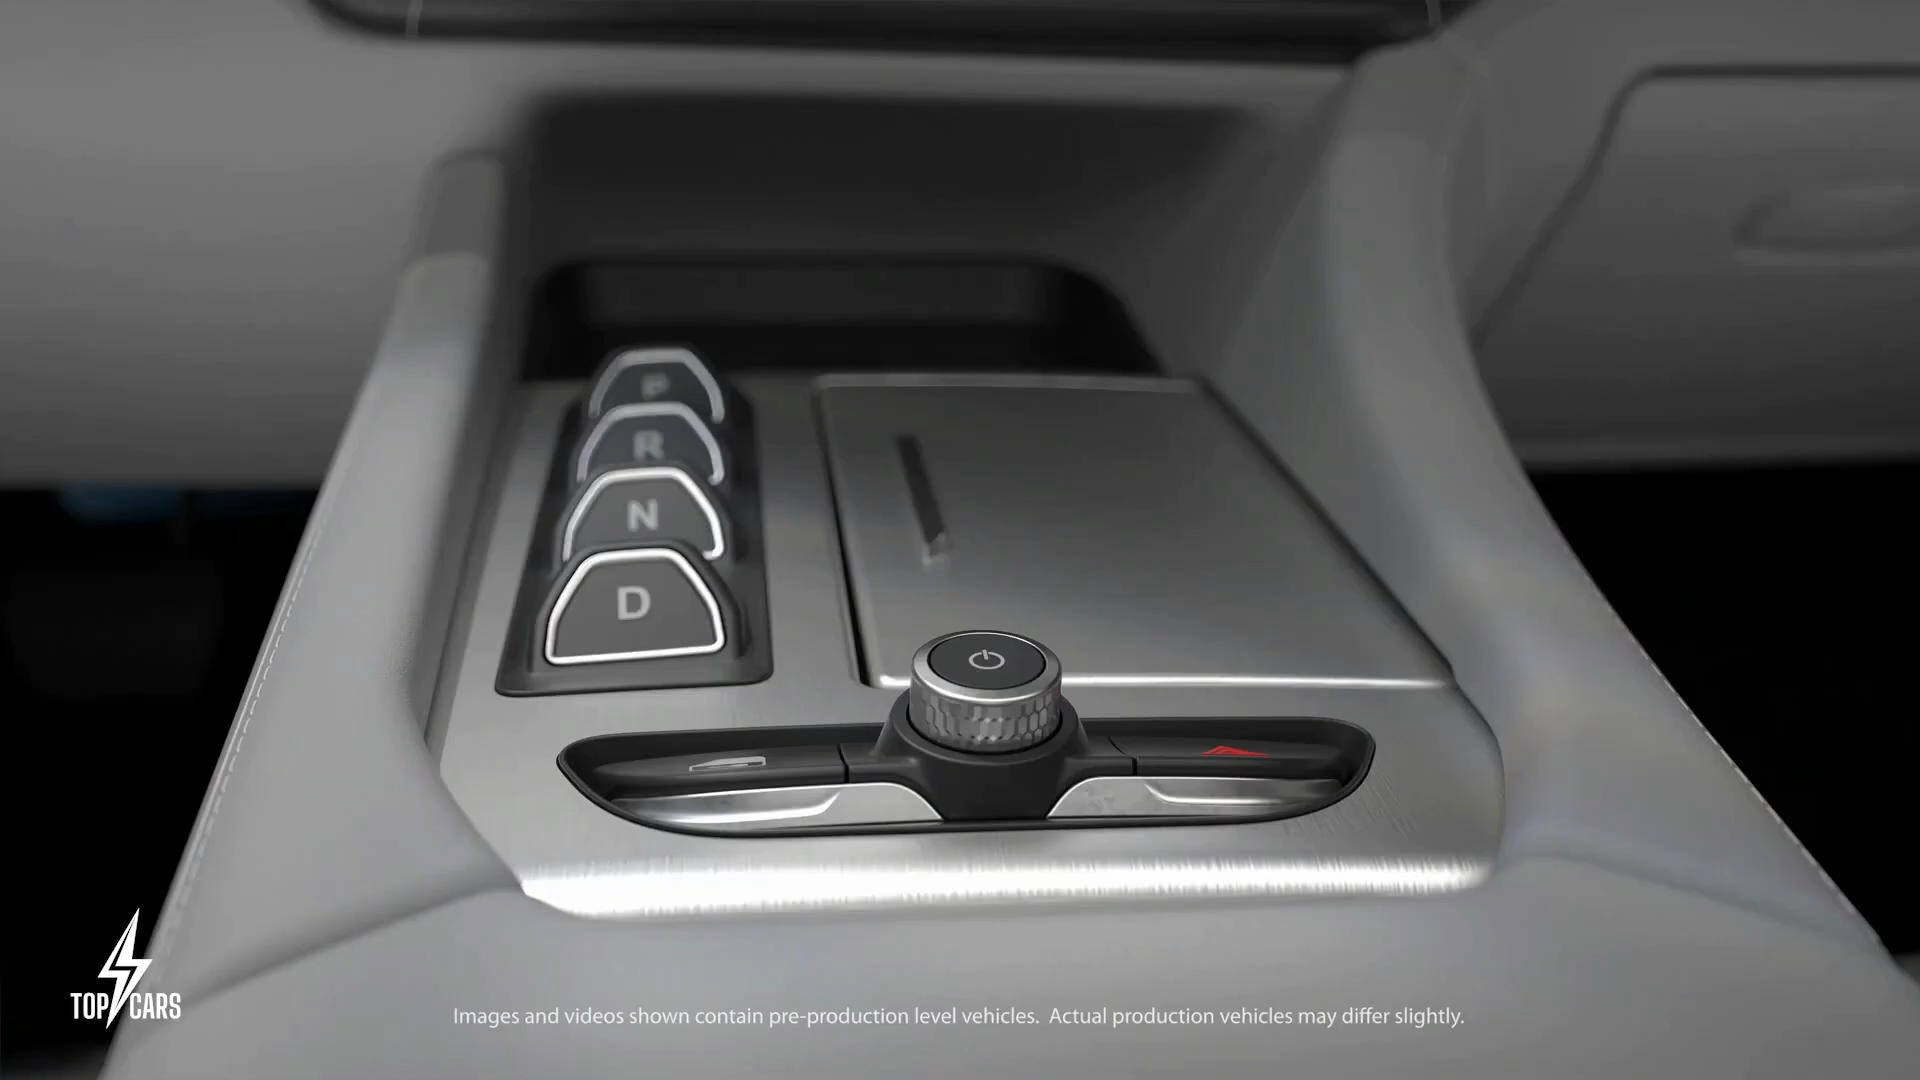 P
R
N
D
TOP CARS
Images and videos shown contain pre-production level vehicles. Actual production vehicles may differ slightly.